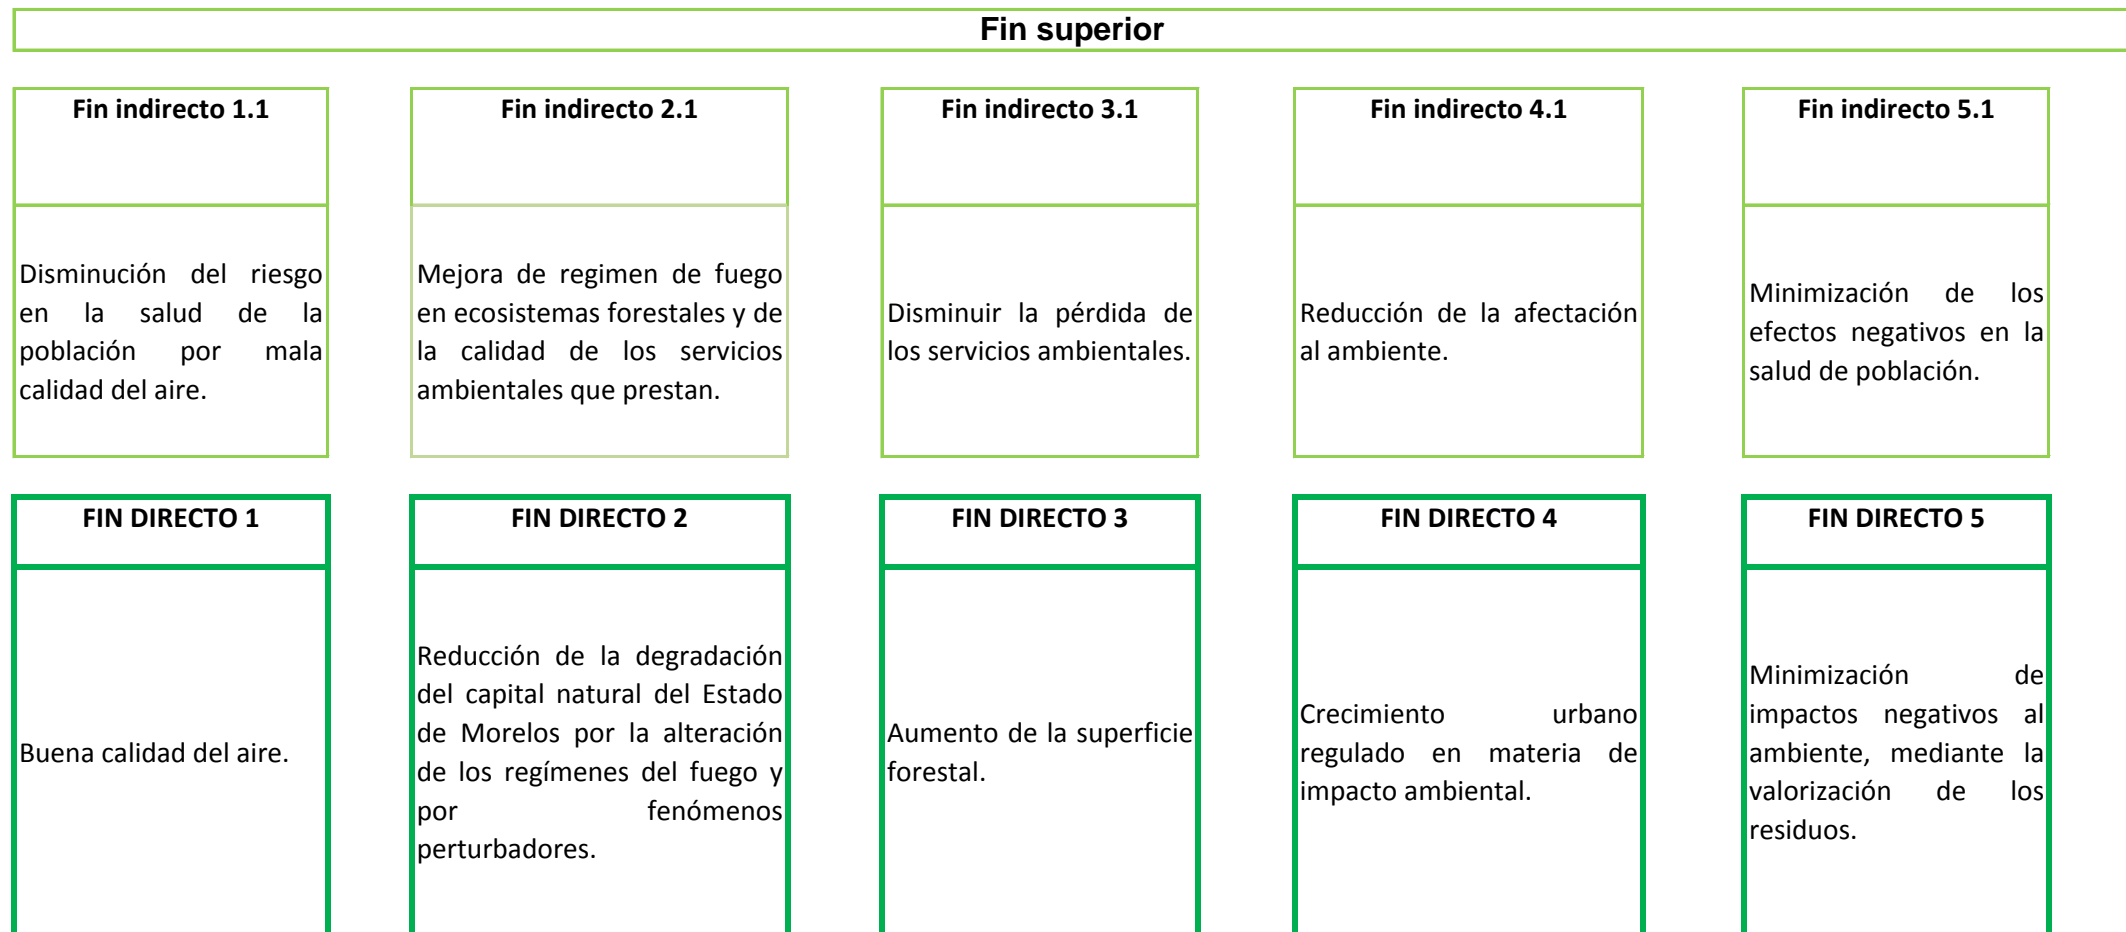 Fin superior
Fin indirecto 1.1
Disminución del riesgo
en la salud de la
población por mala
calidad del aire.
Fin indirecto 2.1
Mejora de regimen de fuego
en ecosistemas forestales y de
la calidad de los servicios
ambientales que prestan.
Fin indirecto 3.1
Disminuir la pérdida de
los servicios ambientales.
Fin indirecto 4.1
Reducción de la afectación
al ambiente.
Fin indirecto 5.1
Minimización de los
efectos negativos en la
salud de población.
FIN DIRECTO 1
Buena calidad del aire.
FIN DIRECTO 2
Reducción de la degradación
del capital natural del Estado
de Morelos por la alteración
de los regímenes del fuego y
por fenómenos
perturbadores.
FIN DIRECTO 3
Aumento de la superficie
forestal.
FIN DIRECTO 4
Crecimiento urbano
regulado en materia de
impacto ambiental.
FIN DIRECTO 5
Minimización de
impactos negativos al
ambiente, mediante la
valorización de los
residuos.